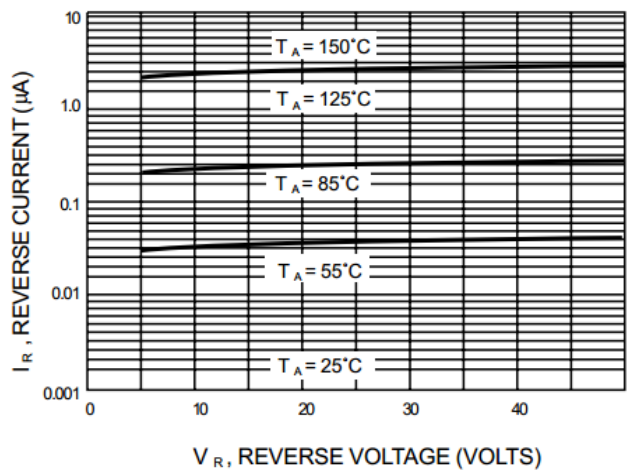 I R , REVERSE CURRENT (μA)
10
1.0
0.1
0.01
0.001
T A = 150°C
T A = 125°C
T A = 85°C
T A = 55°C
T A = 25°C
0 10 20 30 40
V R , REVERSE VOLTAGE (VOLTS)